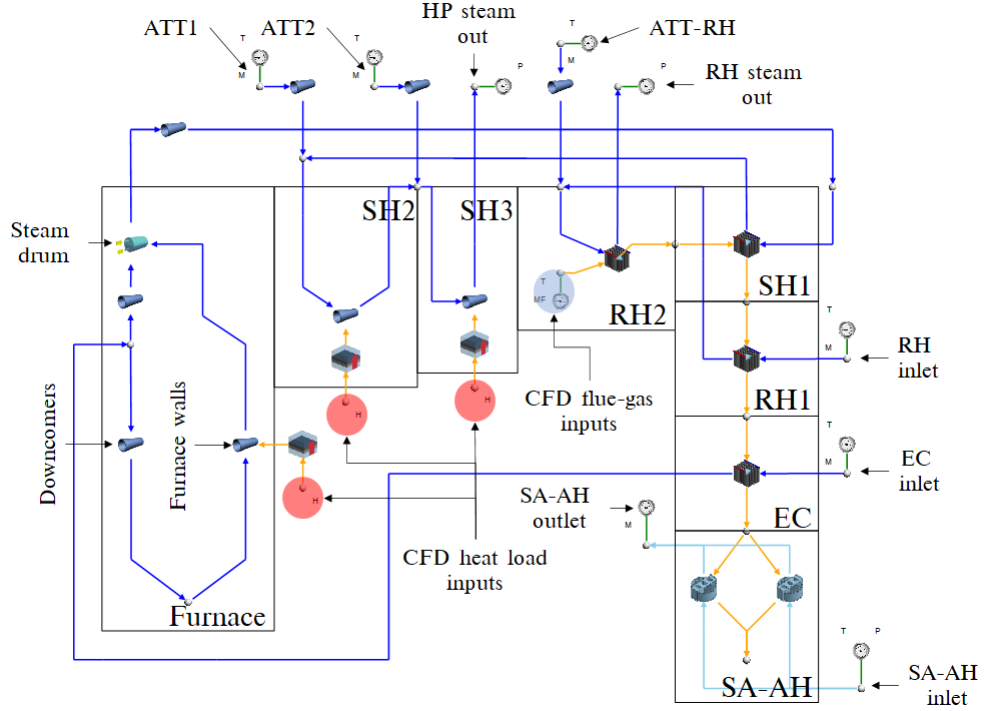 HP steam
out
ATT1
ATT2
ATT-RH
RH steam
out
T
M
T
M
P
T
M
P
SH2
SH3
Steam
drum
T
MF
RH2
SH1
T
M
RH
inlet
RH1
CFD flue-gas
inputs
H
H
Downcomers
Furnace walls
T
M
EC
inlet
EC
H
SA-AH
outlet
M
CFD heat load
inputs
Furnace
T
P
SA-AH
SA-AH
inlet